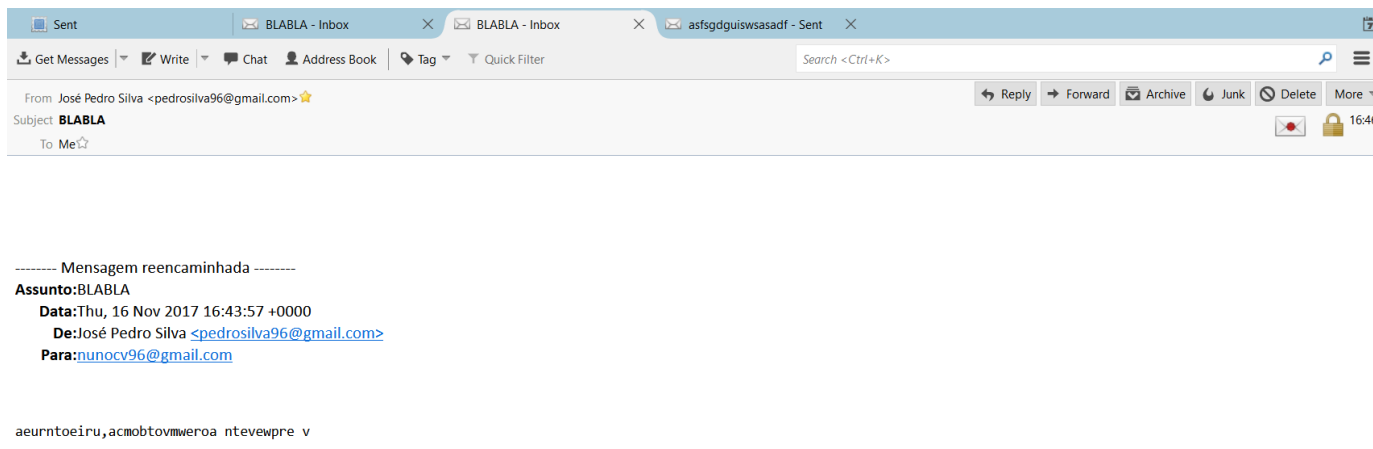 Sent BLABLA - Inbox BLABLA - Inbox asfsgdguiswsasadf - Sent
Get Messages Write Chat Address Book Tag Quick Filter Search <Ctrl+K>
From José Pedro Silva <pedrosilva96@gmail.com> Reply Forward Archive Junk Delete More
Subject BLABLA 16:46
To Me
-------- Mensagem reencaminhada --------
Assunto:BLABLA
Data:Thu, 16 Nov 2017 16:43:57 +0000
De:José Pedro Silva <pedrosilva96@gmail.com>
Para:nunocv96@gmail.com
aeurntoeiru,acmobtovmweroa ntevewpre v